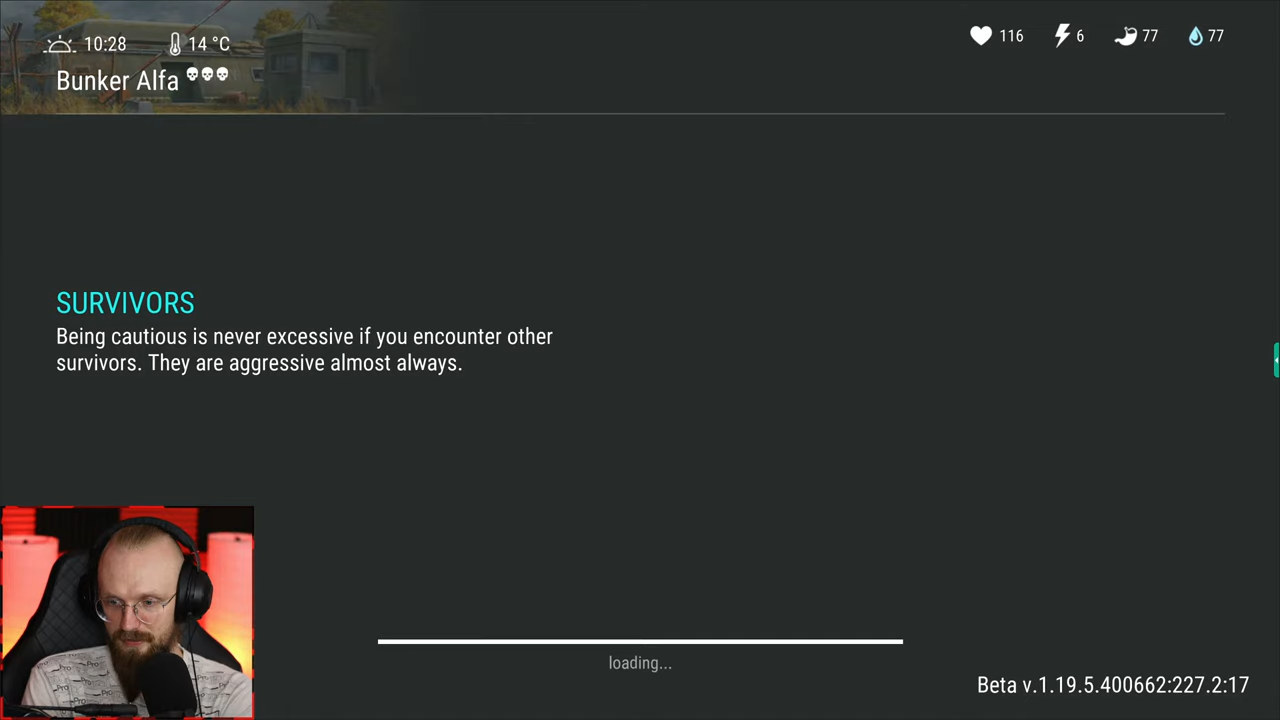 10:28 14 °C 116 6 77 77
Bunker Alfa
SURVIVORS
Being cautious is never excessive if you encounter other
survivors. They are aggressive almost always.
loading...
Beta v.1.19.5.400662:227.2:17